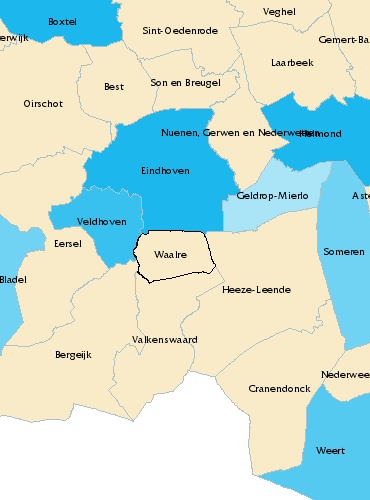 Veghel
Boxtel
Sint-Oedenrode
erwijk
Gemert-Ba
Laarbeek
Best
Son en Breugel
Oirschot
Nuenen, Gerwen en Nederwetten
Helmond
Eindhoven
Geldrop-Mierlo
Aste
Veldhoven
Eersel
Waalre
Someren
Bladel
Heeze-Leende
Valkenswaard
Bergeijk
Nederwee
Cranendonck
Weert